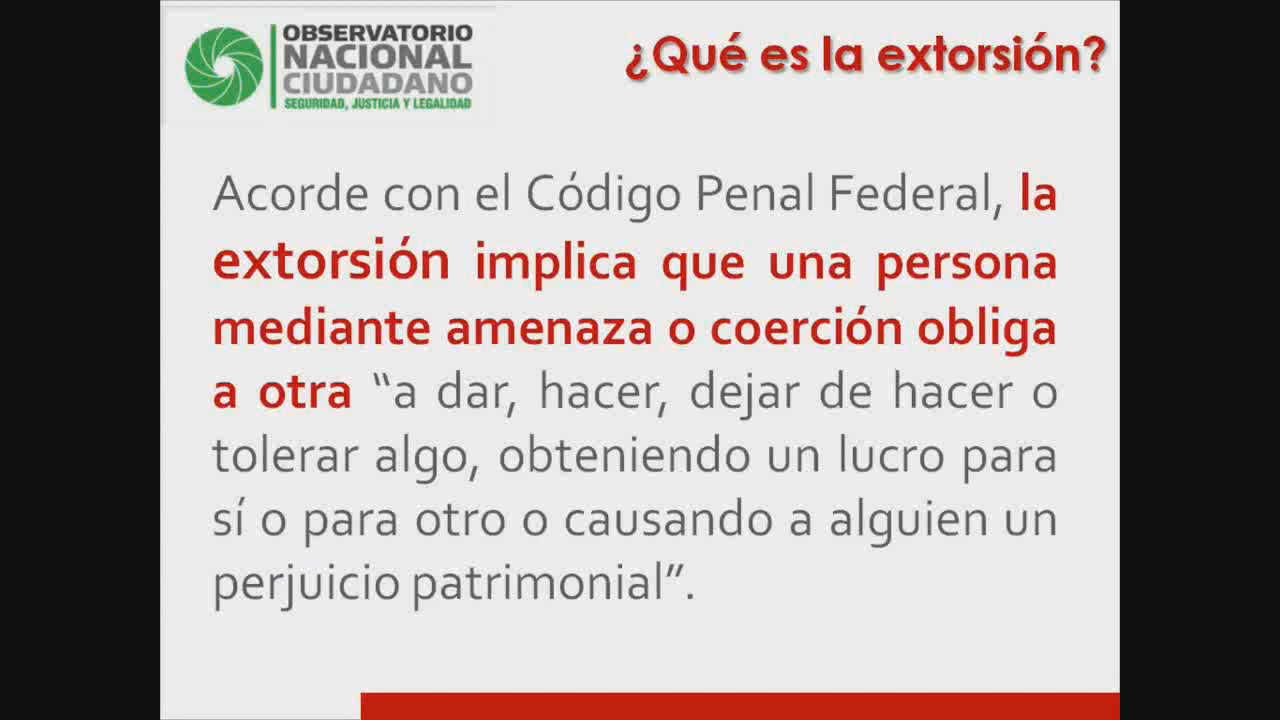 OBSERVATORIO
NACIONAL
CIUDADANO
SEGURIDAD, JUSTICIA Y LEGALIDAD
¿Qué es la extorsión?
Acorde con el Código Penal Federal, la
extorsión implica que una persona
mediante amenaza o coerción obliga
a otra “a dar, hacer, dejar de hacer o
tolerar algo, obteniendo un lucro para
sí o para otro o causando a alguien un
perjuicio patrimonial”.